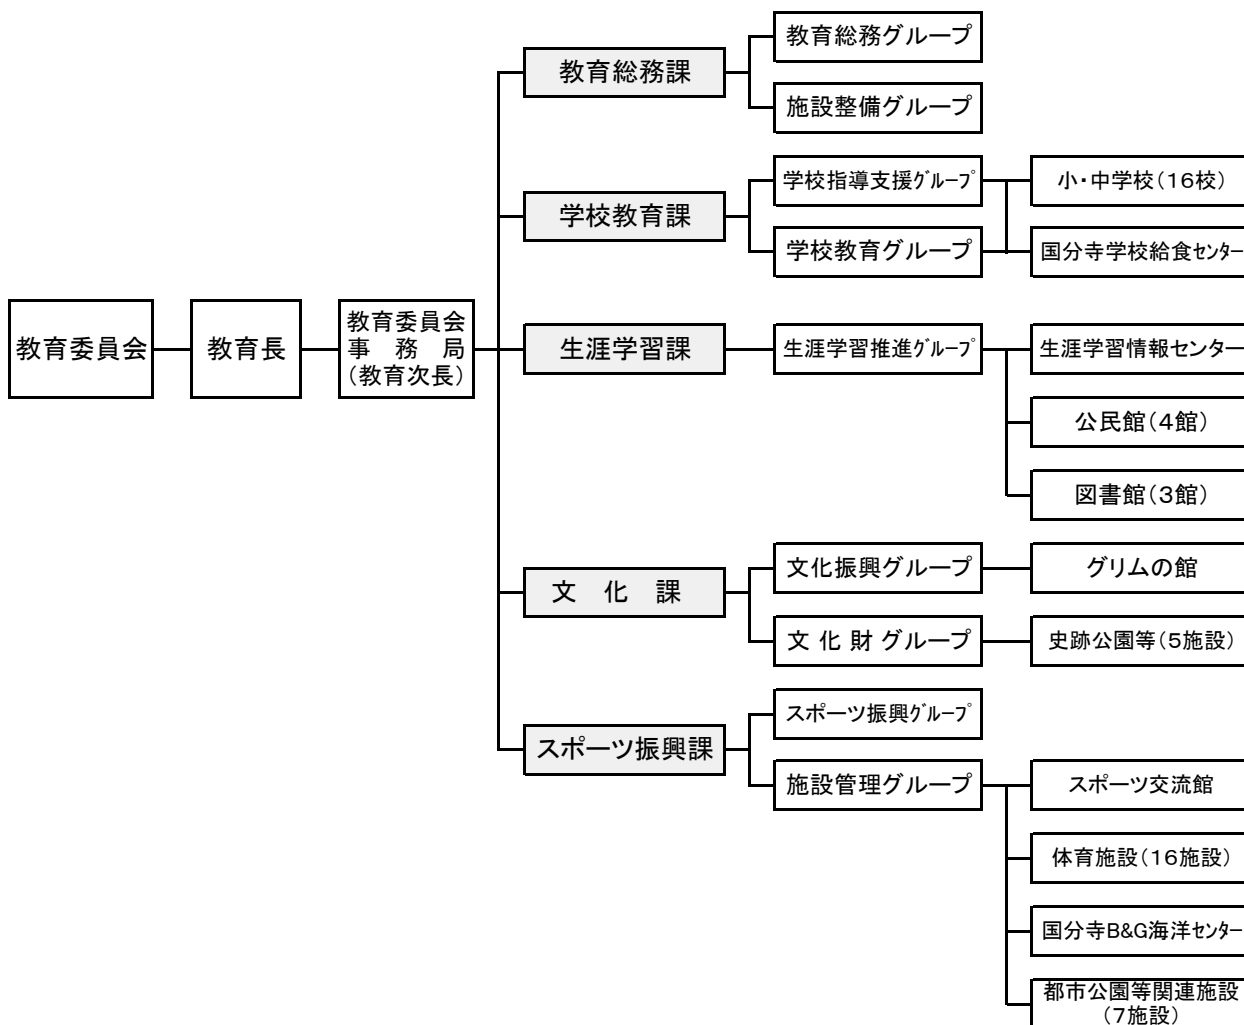 教育総務グループ
教育総務課
施設整備グループ
学校指導支援ｸﾞﾙｰﾌﾟ
小・中学校（16校）
学校教育課
学校教育グループ
国分寺学校給食ｾﾝﾀｰ
教育委員会
教育長
教育委員会
事　務　局
（教育次長）
生涯学習課
生涯学習推進ｸﾞﾙｰﾌﾟ
生涯学習情報センター
公民館（4館）
図書館（3館）
文化振興グループ
グリムの館
文　化　課
文 化 財 グループ
史跡公園等（5施設）
スポーツ振興ｸﾞﾙｰﾌﾟ
スポーツ振興課
施設管理グループ
スポーツ交流館
体育施設（16施設）
国分寺B&G海洋ｾﾝﾀｰ
都市公園等関連施設
（7施設）